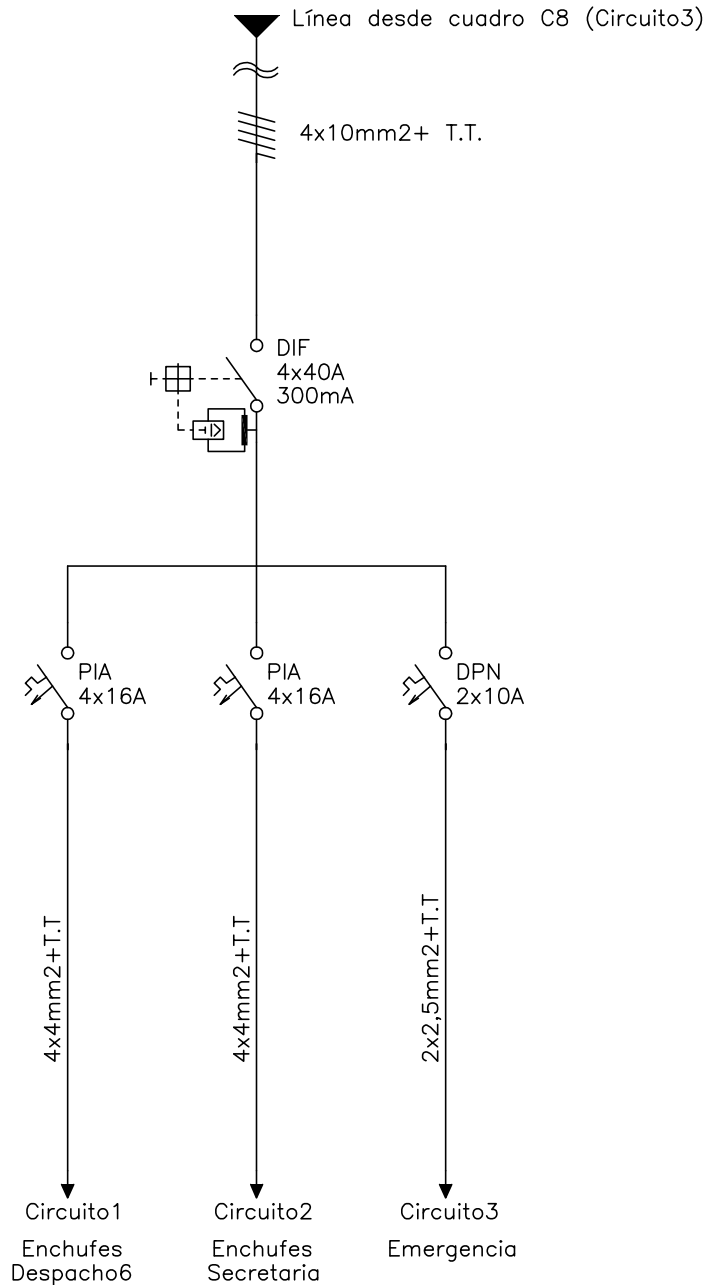 Línea desde cuadro C8 (Circuito3)
4x10mm2+ T.T.
DIF
4x40A
300mA
PIA
4x16A
PIA
4x16A
DPN
2x10A
4x4mm2+T.T
4x4mm2+T.T
2x2,5mm2+T.T
Circuito1
Enchufes
Despacho6
Circuito2
Enchufes
Secretaria
Circuito3
Emergencia